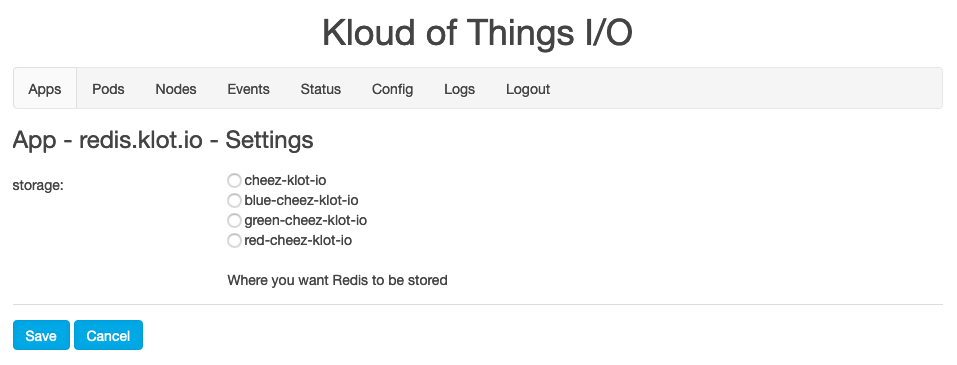 Kloud of Things I/O
Apps Pods Nodes Events Status Config Logs Logout
App - redis.klot.io - Settings
storage:
cheez-klot-io
blue-cheez-klot-io
green-cheez-klot-io
red-cheez-klot-io
Where you want Redis to be stored
Save Cancel